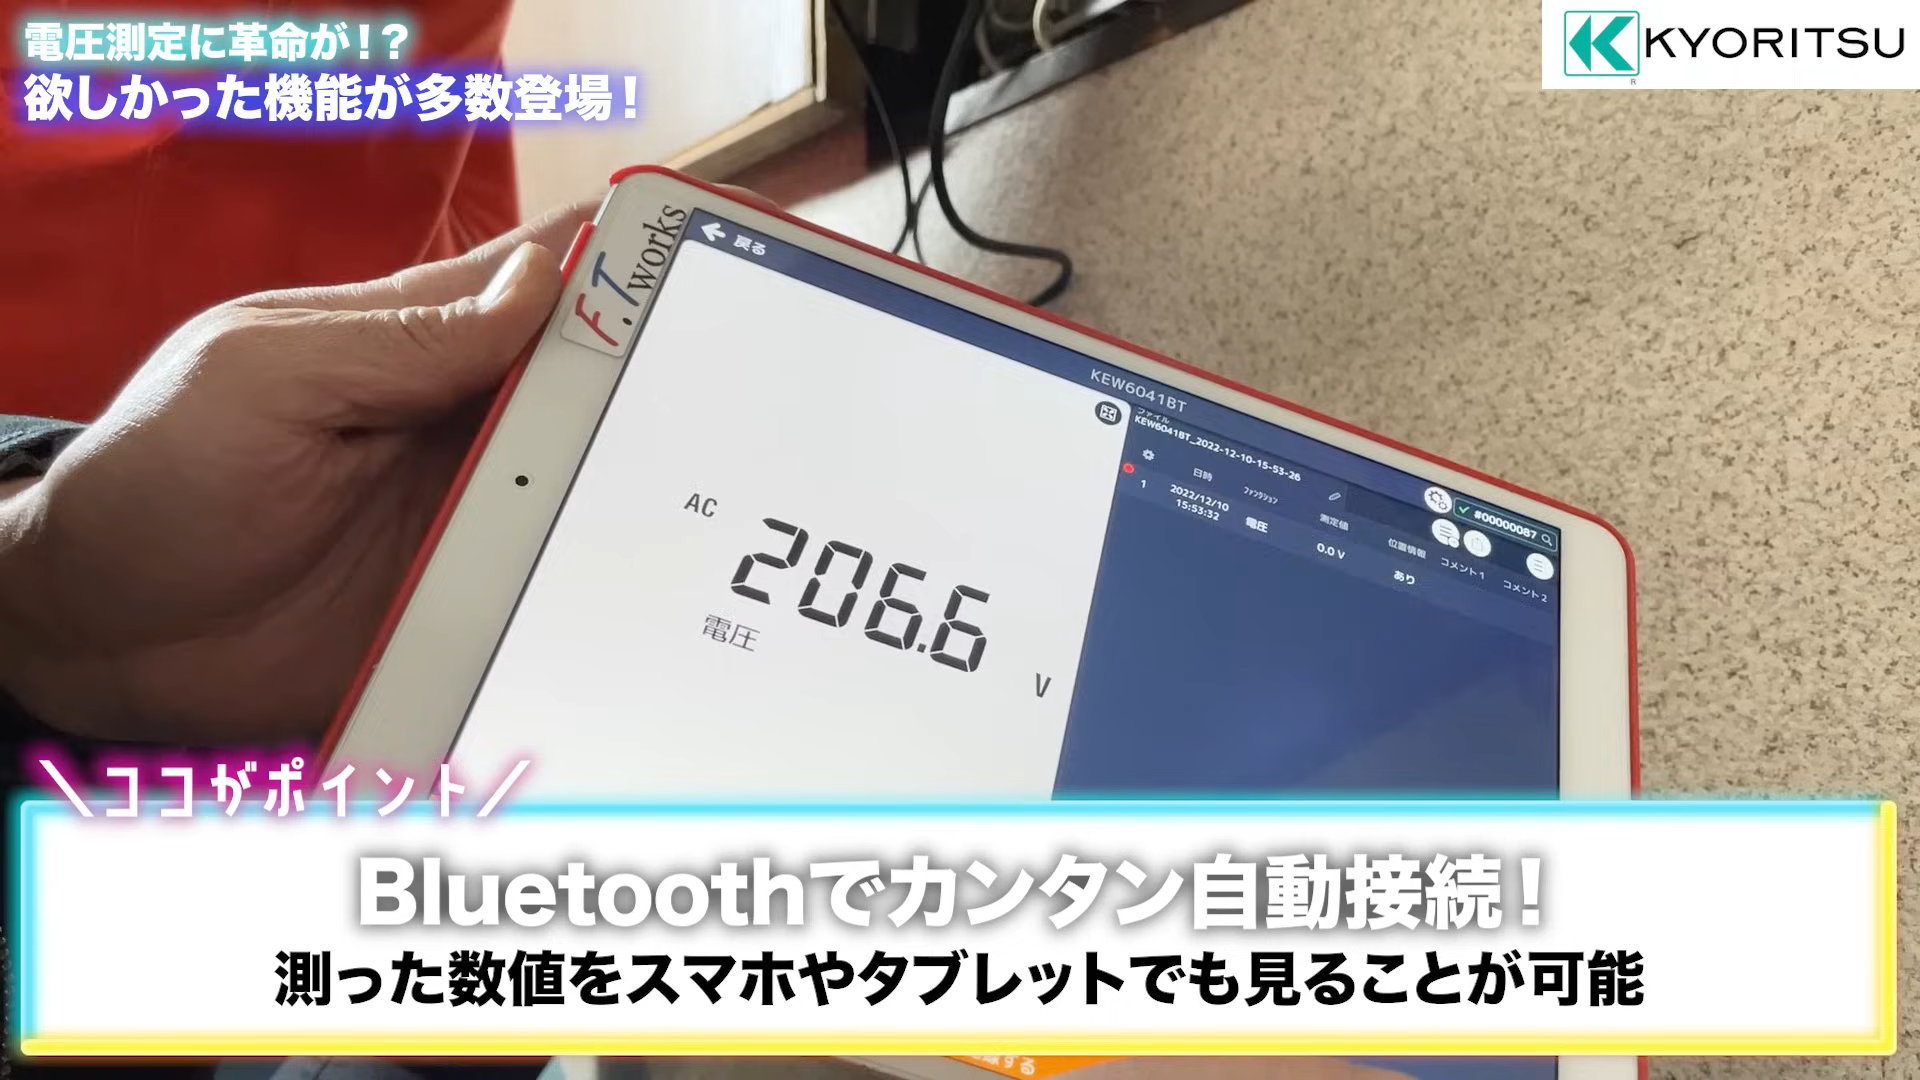 電圧測定に革命が！？
欲しかった機能が多数登場！
KYORITSU
F.T.works
戻る
KEW6041BT
ファイル
KEW6041BT_2022-12-10-15-53-26
#00000087
日時
ファンクション
測定値
位置情報
コメント1
コメント2
1
2022/12/10
15:53:32
電圧
0.0 V
あり
AC
206.6
V
電圧
＼ココがポイント／
Bluetoothでカンタン自動接続！
測った数値をスマホやタブレットでも見ることが可能
する